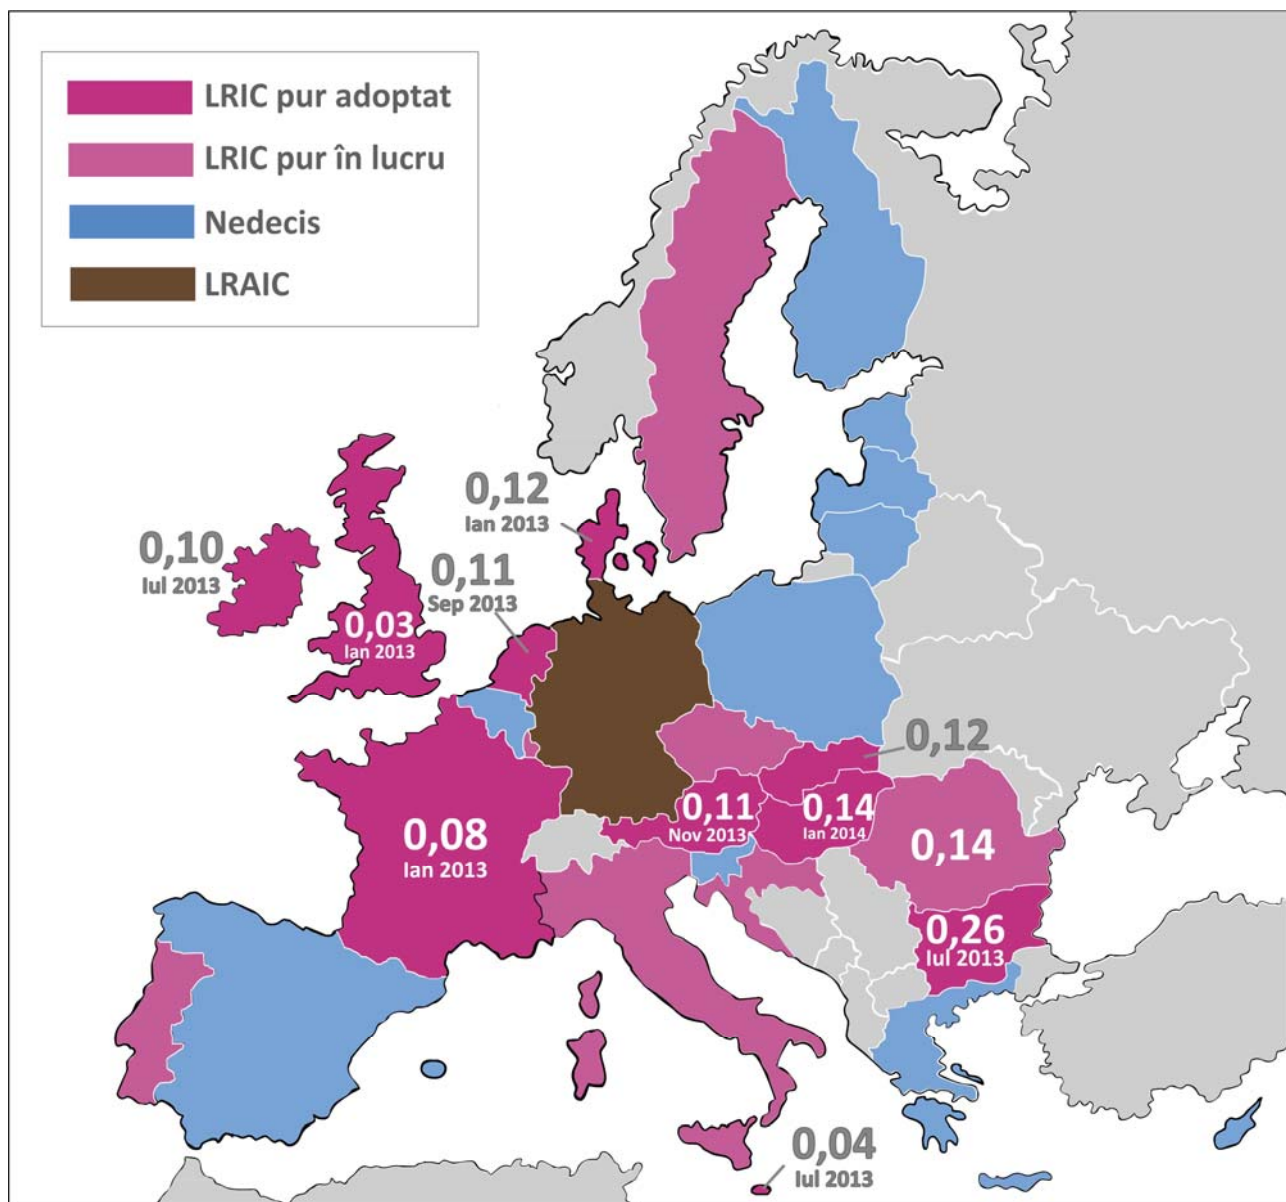 LRIC pur adoptat
LRIC pur în lucru
Nedecis
LRAIC
0,12
Ian 2013
0,10
Iul 2013
0,11
Sep 2013
0,03
Ian 2013
0,12
0,11
Nov 2013
0,14
Ian 2014
0,08
Ian 2013
0,14
0,26
Iul 2013
0,04
Iul 2013